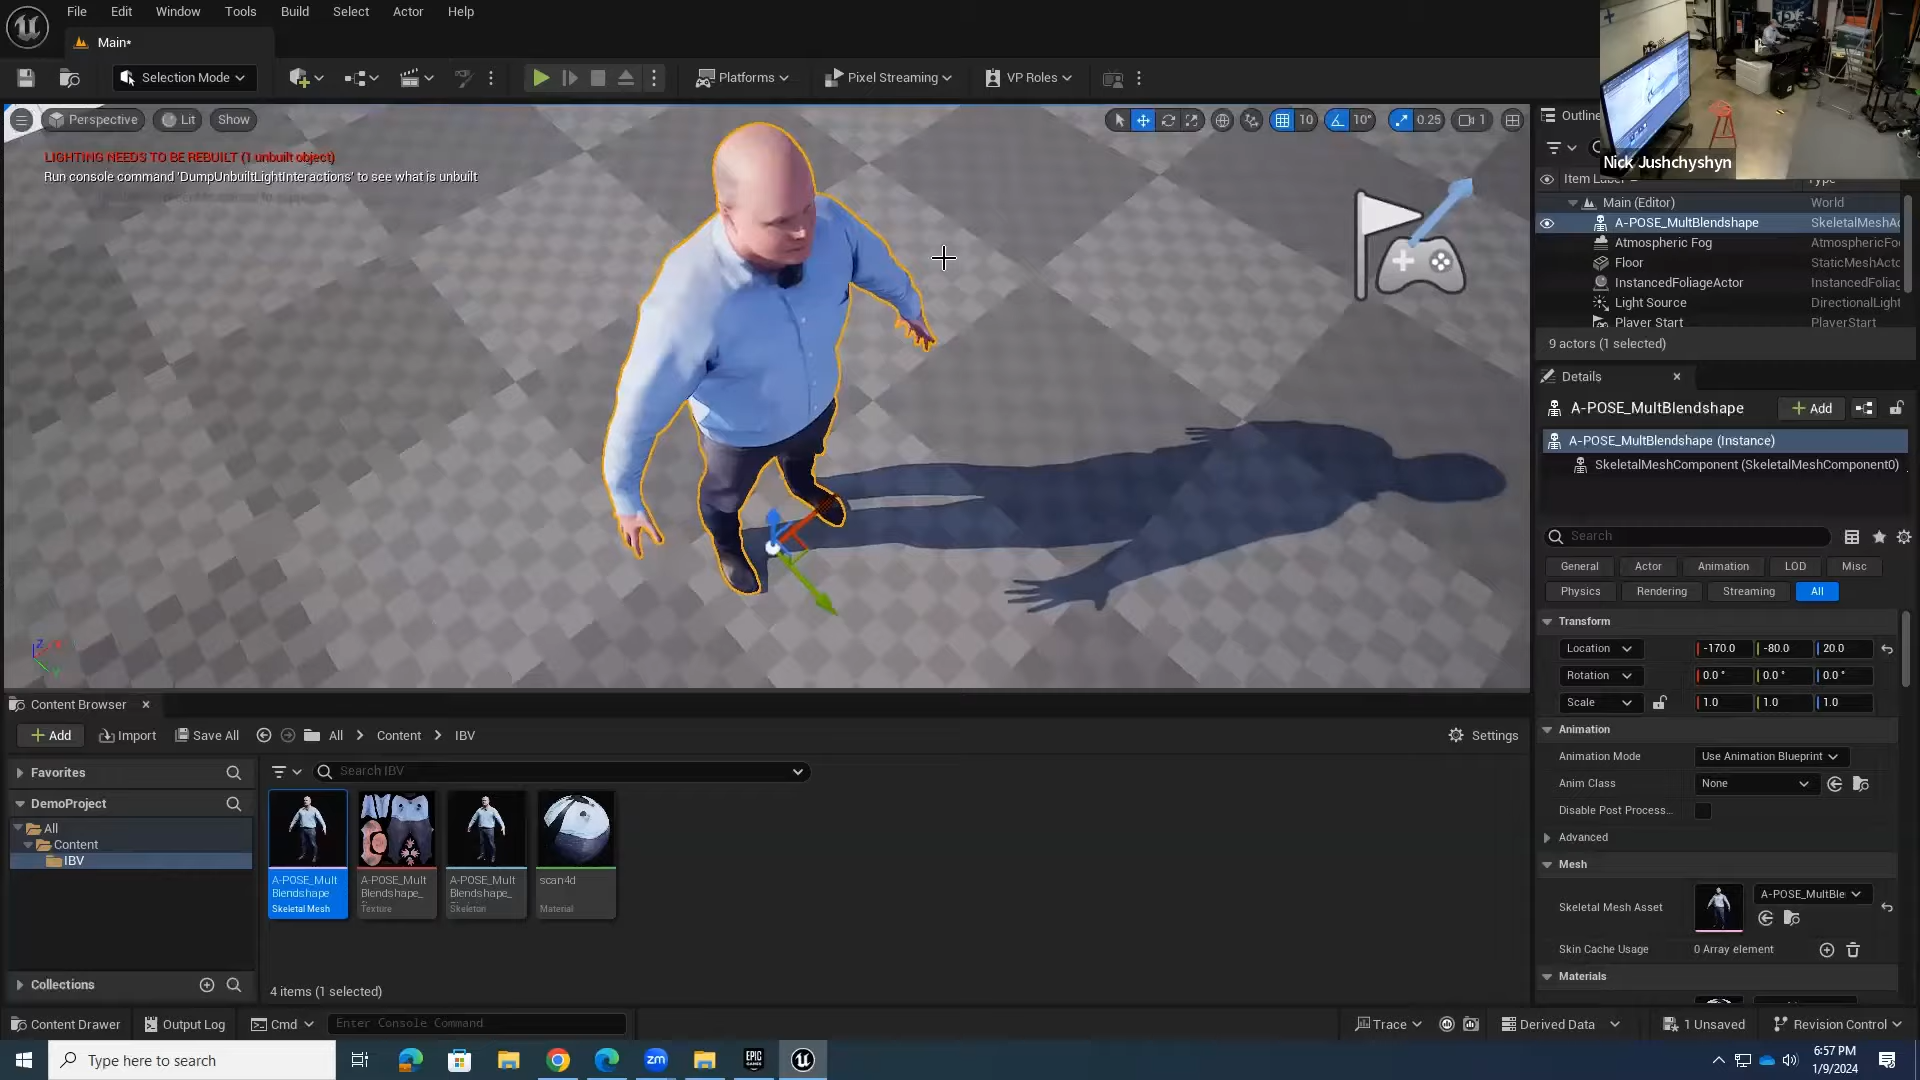 File Edit Window Tools Build Select Actor Help
Main*
Selection Mode
Platforms
Pixel Streaming
VP Roles
Nick Jushchyshyn
Perspective Lit Show
10 10° 0.25 1
LIGHTING NEEDS TO BE REBUILT (1 unbuilt object)
Run console command 'DumpUnbuiltLightInteractions' to see what is unbuilt
Item Label Type
Main (Editor) World
A-POSE_MultBlendshape SkeletalMeshAc
Atmospheric Fog AtmosphericFo
Floor StaticMeshActo
InstancedFoliageActor InstancedFoliag
Light Source DirectionalLight
Player Start PlayerStart
9 actors (1 selected)
Details
A-POSE_MultBlendshape Add
A-POSE_MultBlendshape (Instance)
SkeletalMeshComponent (SkeletalMeshComponent0)
Search
General Actor Animation LOD Misc
Physics Rendering Streaming All
Transform
Location -170.0 -80.0 20.0
Rotation 0.0° 0.0° 0.0°
Scale 1.0 1.0 1.0
Animation
Animation Mode Use Animation Blueprint
Anim Class None
Disable Post Process...
Advanced
Mesh
Skeletal Mesh Asset A-POSE_MultBle
Skin Cache Usage 0 Array element
Materials
Content Browser
Add Import Save All All Content IBV Settings
Favorites
Search IBV
DemoProject
All
Content
IBV
Collections
A-POSE_Mult
Blendshape
Skeletal Mesh
A-POSE_Mult
Blendshape_
Texture
A-POSE_Mult
Blendshape_
Skeleton
scan4d
Material
4 items (1 selected)
Content Drawer Output Log Cmd Enter Console Command Trace Derived Data 1 Unsaved Revision Control
Type here to search
zm
EPIC
GAMES
6:57 PM
1/9/2024